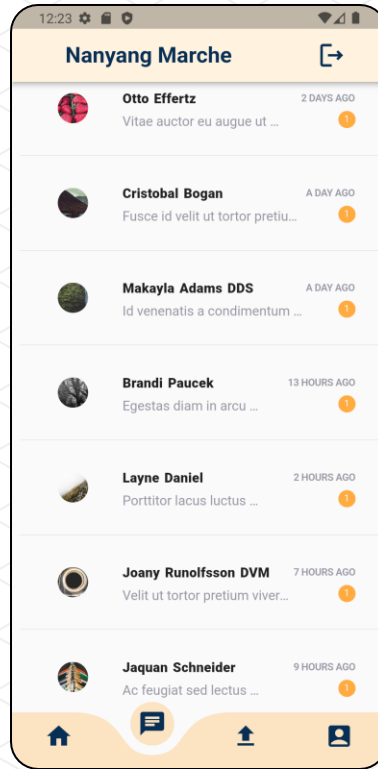 12:23
Nanyang Marche
Otto Effertz 2 DAYS AGO
Vitae auctor eu augue ut ... 1
Cristobal Bogan A DAY AGO
Fusce id velit ut tortor pretiu... 1
Makayla Adams DDS A DAY AGO
Id venenatis a condimentum ... 1
Brandi Paucek 13 HOURS AGO
Egestas diam in arcu ... 1
Layne Daniel 2 HOURS AGO
Porttitor lacus luctus ... 1
Joany Runolfsson DVM 7 HOURS AGO
Velit ut tortor pretium viver... 1
Jaquan Schneider 9 HOURS AGO
Ac feugiat sed lectus ... 1